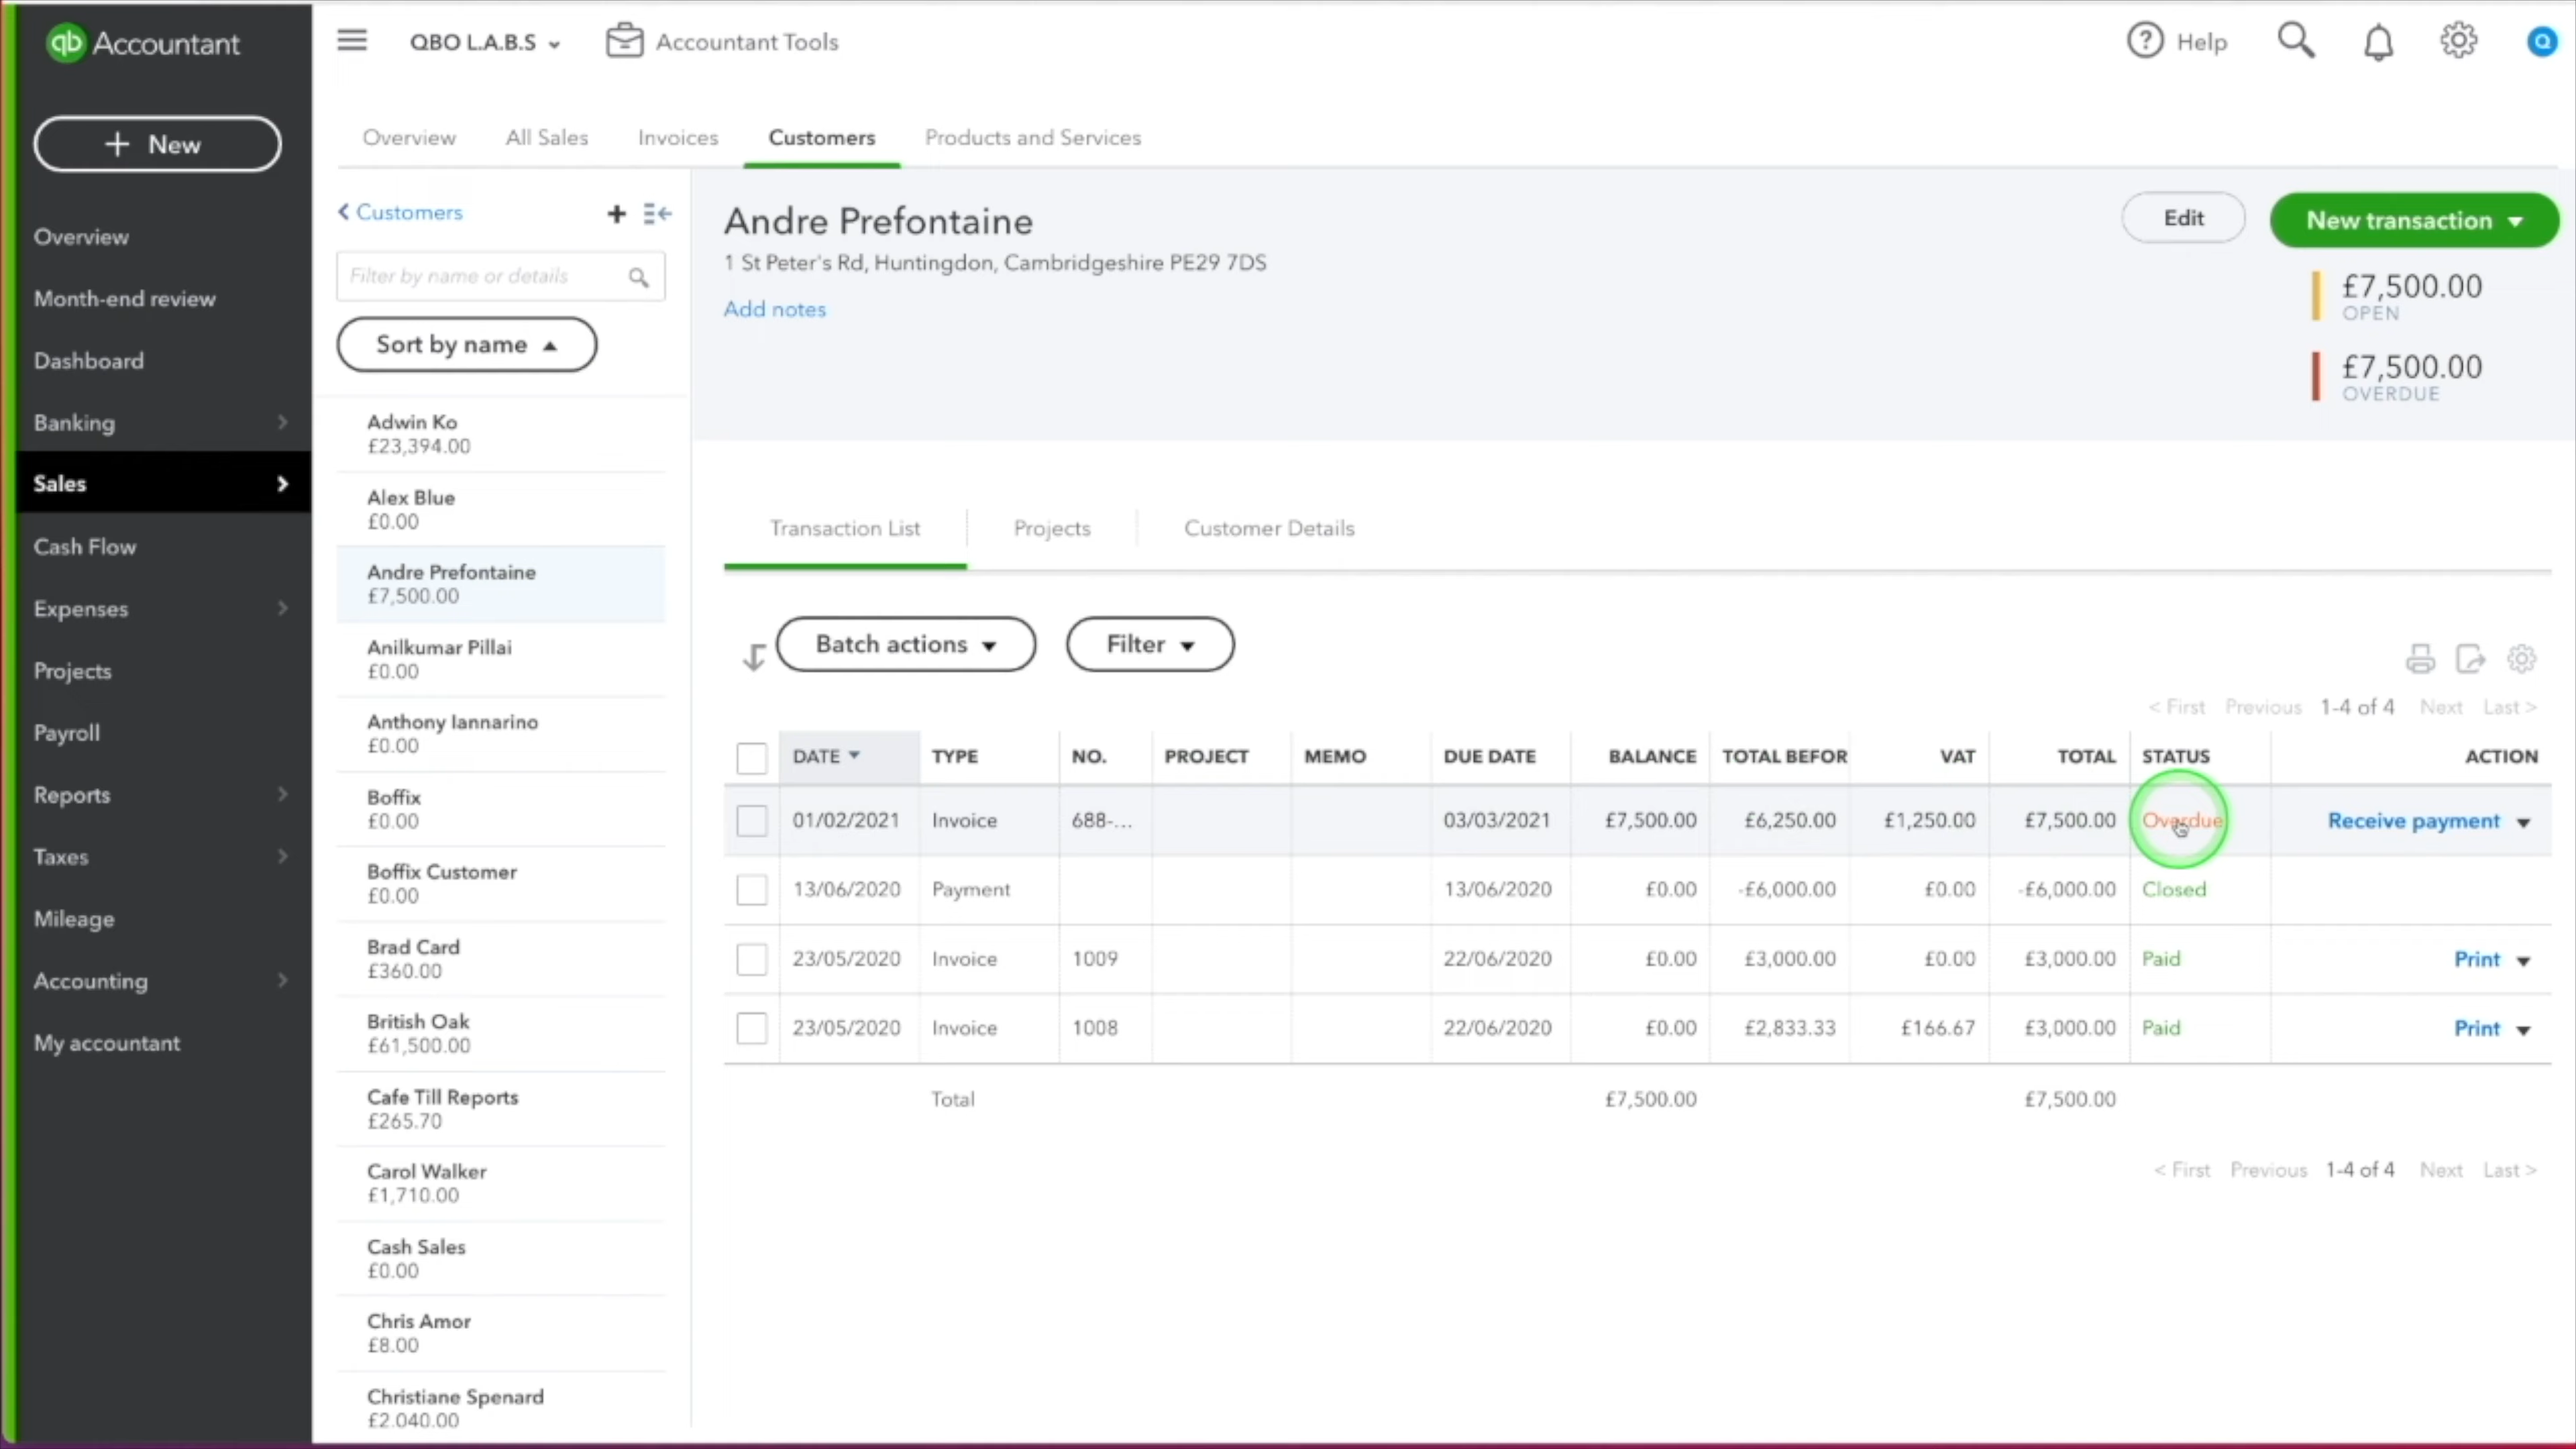 qb Accountant
QBO L.A.B.S
Accountant Tools
Help
Q
+ New
Overview
Month-end review
Dashboard
Banking
Sales
Cash Flow
Expenses
Projects
Payroll
Reports
Taxes
Mileage
Accounting
My accountant
Overview All Sales Invoices Customers Products and Services
Customers
Filter by name or details
Sort by name
Adwin Ko
£23,394.00
Alex Blue
£0.00
Andre Prefontaine
£7,500.00
Anilkumar Pillai
£0.00
Anthony Iannarino
£0.00
Boffix
£0.00
Boffix Customer
£0.00
Brad Card
£360.00
British Oak
£61,500.00
Cafe Till Reports
£265.70
Carol Walker
£1,710.00
Cash Sales
£0.00
Chris Amor
£8.00
Christiane Spenard
£2,040.00
Andre Prefontaine
1 St Peter's Rd, Huntingdon, Cambridgeshire PE29 7DS
Add notes
Edit
New transaction
£7,500.00
OPEN
£7,500.00
OVERDUE
Transaction List Projects Customer Details
Batch actions Filter
< First Previous 1-4 of 4 Next Last >
DATE TYPE NO. PROJECT MEMO DUE DATE BALANCE TOTAL BEFOR VAT TOTAL STATUS ACTION
01/02/2021 Invoice 688-... 03/03/2021 £7,500.00 £6,250.00 £1,250.00 £7,500.00 Overdue Receive payment
13/06/2020 Payment 13/06/2020 £0.00 -£6,000.00 £0.00 -£6,000.00 Closed
23/05/2020 Invoice 1009 22/06/2020 £0.00 £3,000.00 £0.00 £3,000.00 Paid Print
23/05/2020 Invoice 1008 22/06/2020 £0.00 £2,833.33 £166.67 £3,000.00 Paid Print
Total £7,500.00 £7,500.00
< First Previous 1-4 of 4 Next Last >